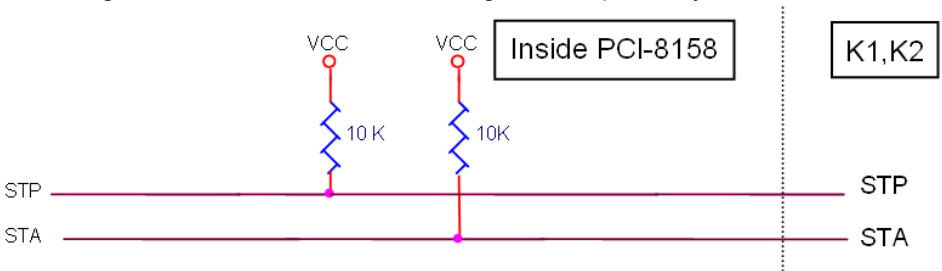 VCC VCC Inside PCI-8158 K1,K2
10 K 10K
STP STP
STA STA